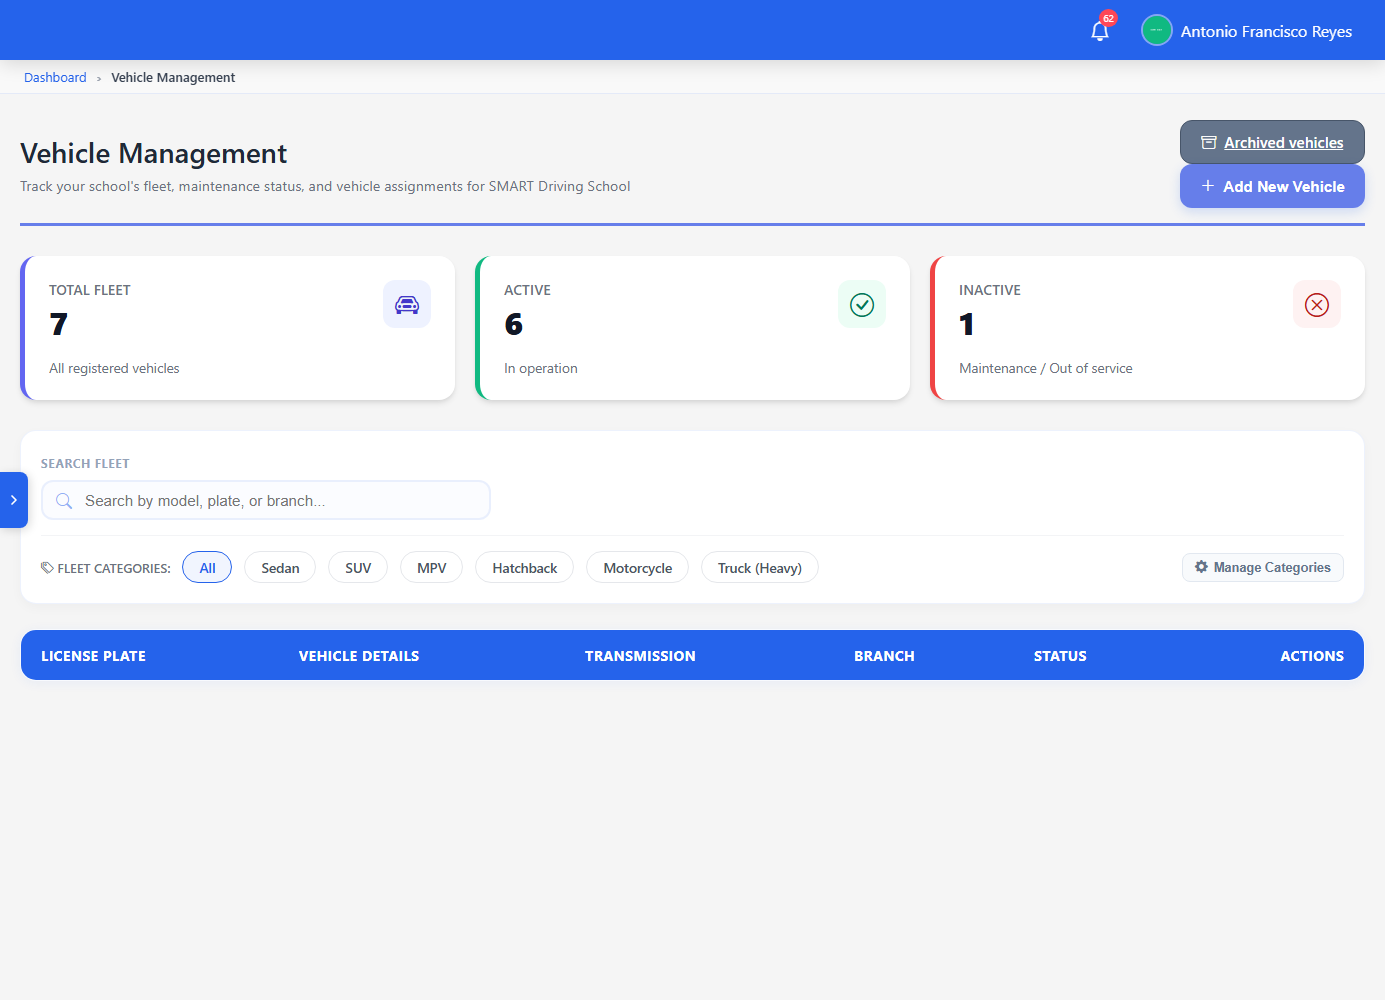 62
Antonio Francisco Reyes
Dashboard › Vehicle Management
Vehicle Management
Track your school's fleet, maintenance status, and vehicle assignments for SMART Driving School
Archived vehicles
+ Add New Vehicle
TOTAL FLEET
7
All registered vehicles
ACTIVE
6
In operation
INACTIVE
1
Maintenance / Out of service
SEARCH FLEET
Search by model, plate, or branch...
FLEET CATEGORIES: All Sedan SUV MPV Hatchback Motorcycle Truck (Heavy) Manage Categories
LICENSE PLATE VEHICLE DETAILS TRANSMISSION BRANCH STATUS ACTIONS